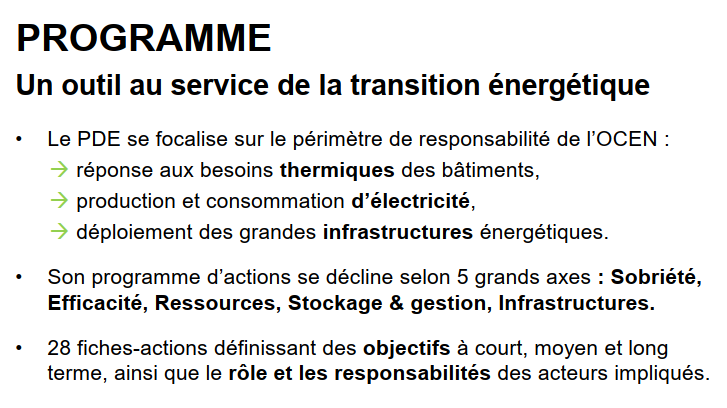 PROGRAMME
Un outil au service de la transition énergétique
• Le PDE se focalise sur le périmètre de responsabilité de l’OCEN :
→ réponse aux besoins thermiques des bâtiments,
→ production et consommation d’électricité,
→ déploiement des grandes infrastructures énergétiques.
• Son programme d’actions se décline selon 5 grands axes : Sobriété,
Efficacité, Ressources, Stockage & gestion, Infrastructures.
• 28 fiches-actions définissant des objectifs à court, moyen et long
terme, ainsi que le rôle et les responsabilités des acteurs impliqués.